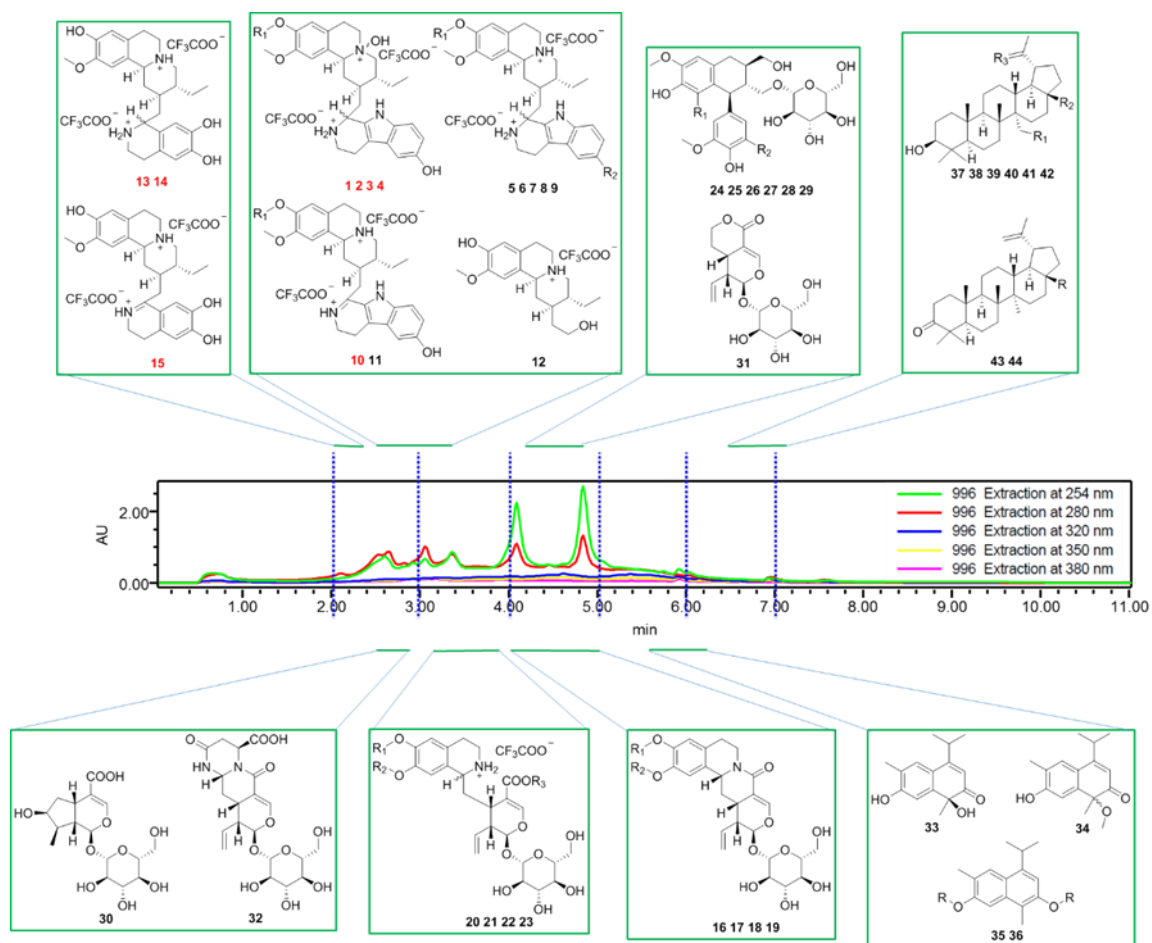 HO
O
NH
+
H
CF3COO−
H
H
CF3COO−
+
H2N
OH
OH
13 14
HO
O
NH
+
H
CF3COO−
H
CF3COO−
HN
+
OH
OH
15
R1
O
O
N
+
OH
H
CF3COO−
H
H
CF3COO−
+
H2N
H
N
OH
1 2 3 4
R1
O
O
NH
+
H
CF3COO−
H
H
CF3COO−
+
H2N
H
N
R2
5 6 7 8 9
R1
O
O
NH
+
H
CF3COO−
H
CF3COO−
HN
+
H
N
OH
10 11
HO
O
NH
+
H
CF3COO−
H
OH
12
O
HO
R1
OH
O
O
OH
HO
OH
OH
O
OH
R2
24 25 26 27 28 29
O
O
H
H
O
O
O
OH
HO
OH
OH
31
R3
H
H
H
H
R2
R1
HO
37 38 39 40 41 42
H
H
H
H
R
O
43 44
AU
2.00
0.00
996 Extraction at 254 nm
996 Extraction at 280 nm
996 Extraction at 320 nm
996 Extraction at 350 nm
996 Extraction at 380 nm
1.00 2.00 3.00 4.00 5.00 6.00 7.00 8.00 9.00 10.00 11.00
min
COOH
H
HO
O
H
O
O
OH
HO
OH
OH
30
O
COOH
HN
N
O
H
H
H
O
O
O
OH
HO
OH
OH
32
R1
O
R2
O
NH2
+
H
CF3COO−
COOR3
H
H
O
O
O
OH
HO
OH
OH
20 21 22 23
R1
O
R2
O
N
O
H
H
H
O
O
O
OH
HO
OH
OH
16 17 18 19
HO
O
OH
33
HO
O
O
34
R
O
O
R
35 36